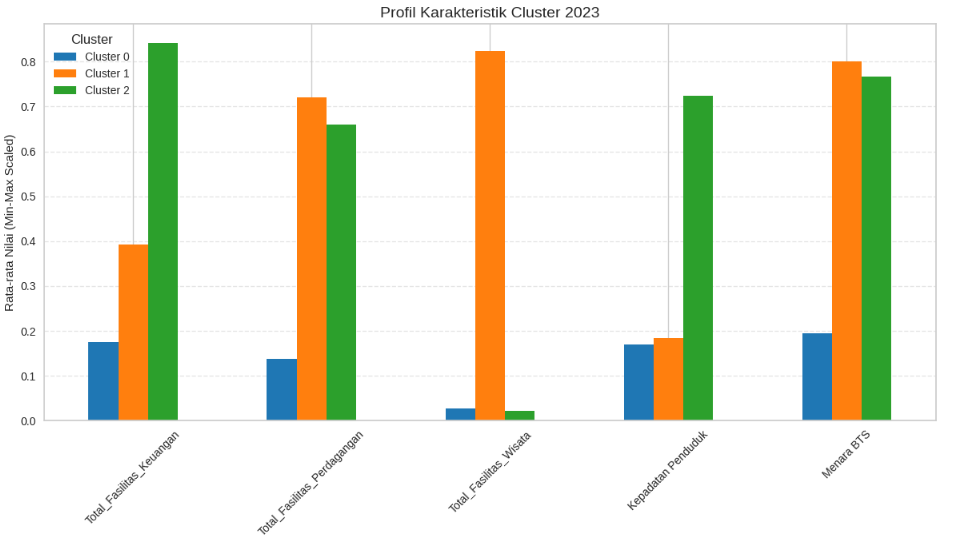 Profil Karakteristik Cluster 2023
Cluster
Cluster 0
Cluster 1
Cluster 2
Rata-rata Nilai (Min-Max Scaled)
0.8
0.7
0.6
0.5
0.4
0.3
0.2
0.1
0.0
Total_Fasilitas_Keuangan
Total_Fasilitas_Perdagangan
Total_Fasilitas_Wisata
Kepadatan Penduduk
Menara BTS